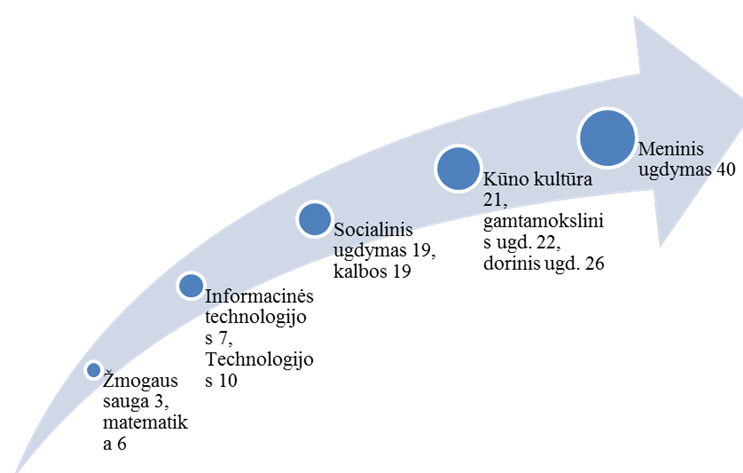 Žmogaus
sauga 3,
matematik
a 6
Informacinės
technologijo
s 7,
Technologijo
s 10
Socialinis
ugdymas 19,
kalbos 19
Kūno kultūra
21,
gamtamokslini
s ugd. 22,
dorinis ugd. 26
Meninis
ugdymas 40